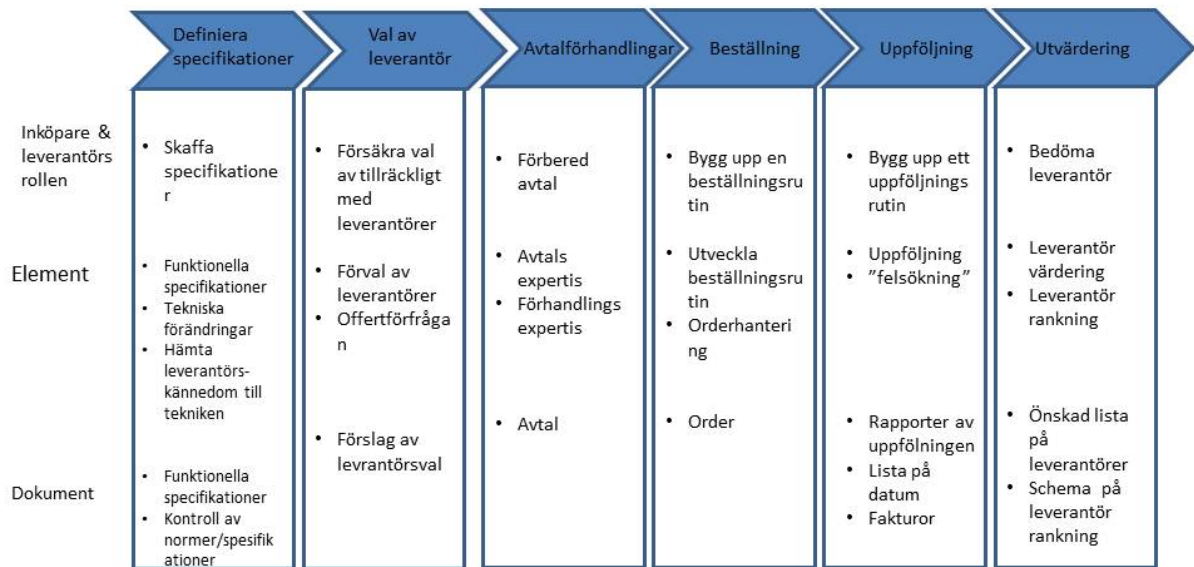 Definiera
specifikationer
Val av
leverantör
Avtalförhandlingar
Beställning
Uppföljning
Utvärdering
Inköpare &
leverantörs
rollen
• Skaffa
specifikatione
r
• Försäkra val
av tillräckligt
med
leverantörer
• Förbered
avtal
• Bygg upp en
beställningsru
tin
• Bygg upp ett
uppföljnings
rutin
• Bedöma
leverantör
Element
• Funktionella
specifikationer
• Tekniska
förändringar
• Hämta
leverantörs-
kännedom till
tekniken
• Förval av
leverantörer
• Offertförfråga
n
• Avtals
expertis
• Förhandlings
expertis
• Utveckla
beställningsru
tin
• Orderhanteri
ng
• Uppföljning
• ”felsökning”
• Leverantör
värdering
• Leverantör
rankning
Dokument
• Funktionella
specifikationer
• Kontroll av
normer/spesifik
ationer
• Förslag av
levrantörsval
• Avtal
• Order
• Rapporter av
uppfölningen
• Lista på
datum
• Fakturor
• Önskad lista
på
leverantörer
• Schema på
leverantör
rankning